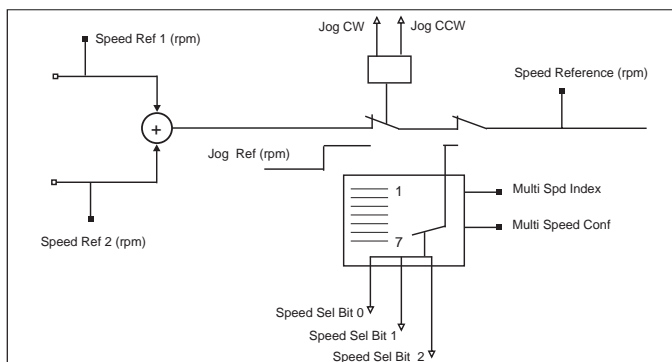 Jog CW
Jog CCW
Speed Ref 1 (rpm)
Speed Reference (rpm)
+
Jog Ref (rpm)
1
Multi Spd Index
Multi Speed Conf
7
Speed Ref 2 (rpm)
Speed Sel Bit 0
Speed Sel Bit 1
Speed Sel Bit 2